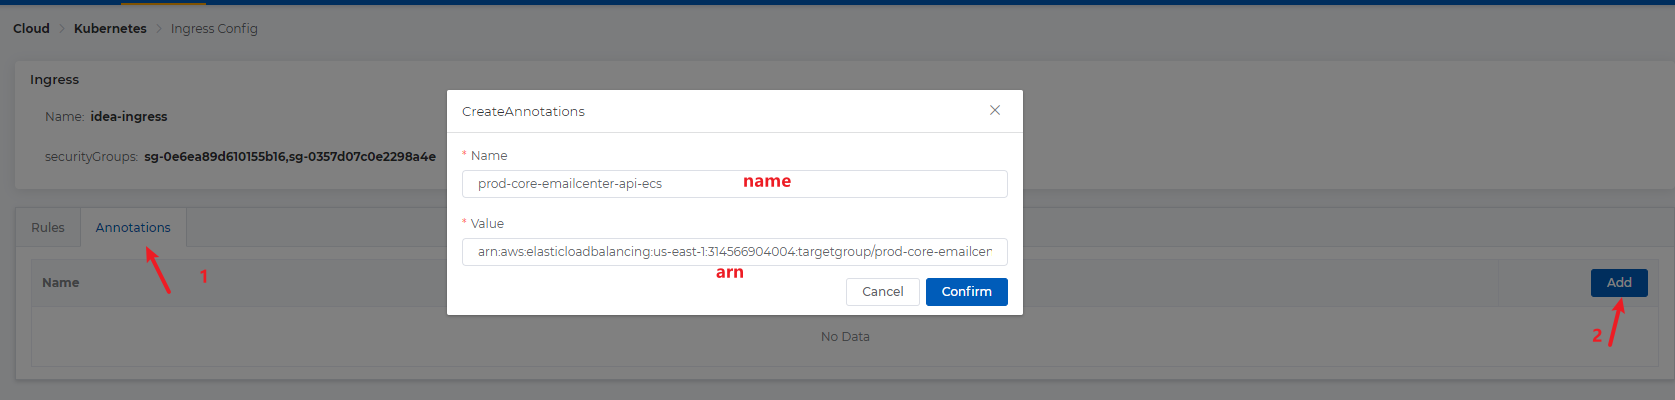 Cloud > Kubernetes > Ingress Config
Ingress
Name: idea-ingress
securityGroups: sg-0e6ea89d610155b16,sg-0357d07c0e2298a4e
CreateAnnotations
* Name
prod-core-emailcenter-api-ecs name
* Value
arn:aws:elasticloadbalancing:us-east-1:314566904004:targetgroup/prod-core-emailcen
arn
Cancel Confirm
Rules Annotations
1
Name Add
No Data
2